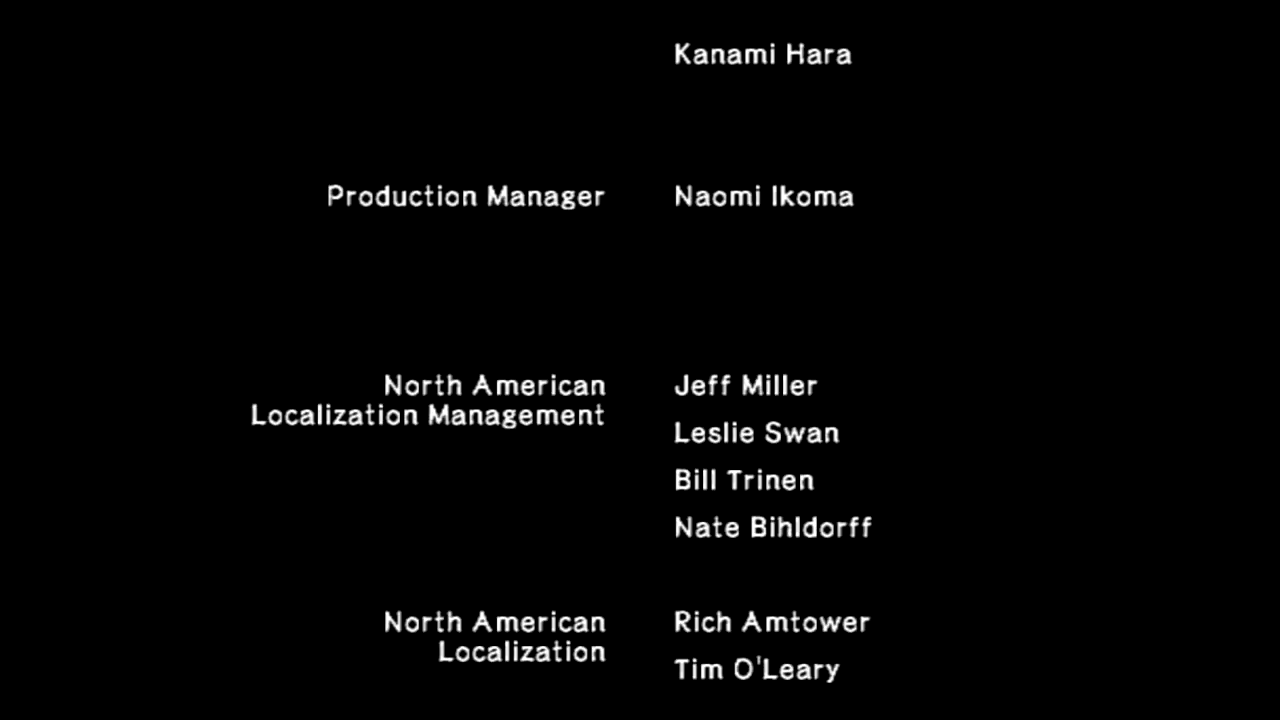 Kanami Hara
Production Manager Naomi Ikoma
North American Jeff Miller
Localization Management
Leslie Swan
Bill Trinen
Nate Bihldorff
North American Rich Amtower
Localization
Tim O'Leary